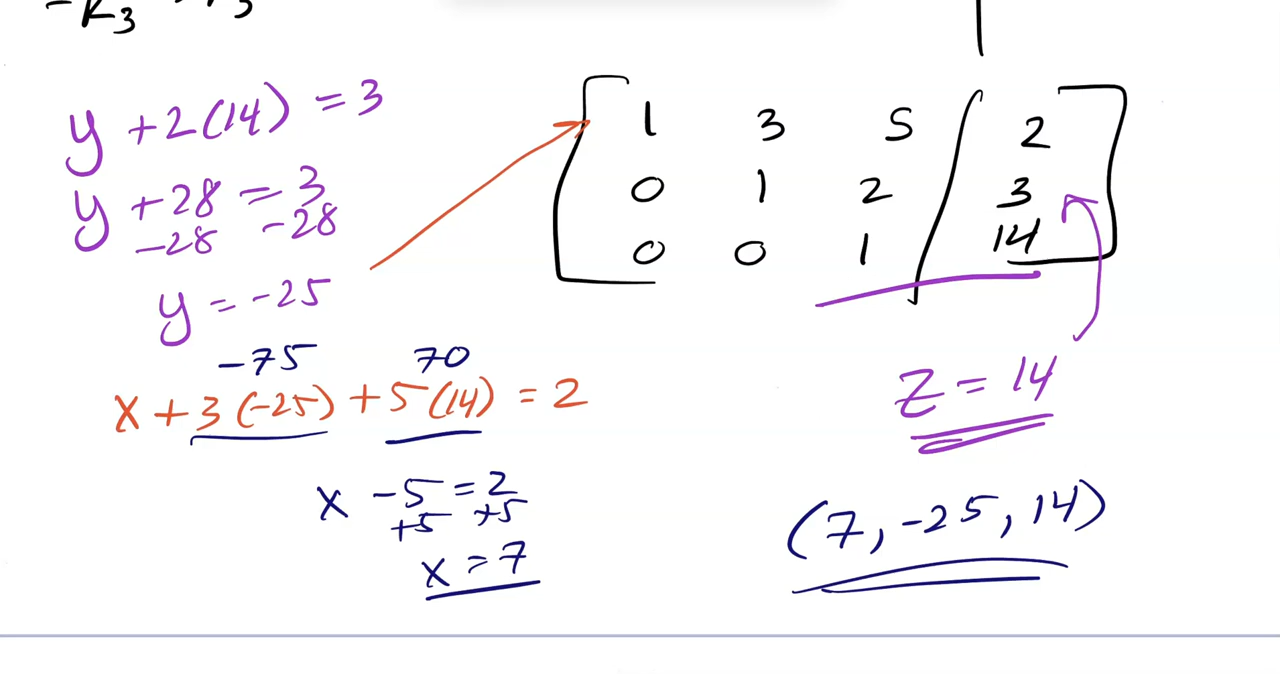 y + 2(14) = 3
y + 28 = 3
-28 -28
y = -25
-75 70
x + 3(-25) + 5(14) = 2
x - 5 = 2
+5 +5
x = 7
1 3 5 | 2
0 1 2 | 3
0 0 1 | 14
z = 14
(7, -25, 14)